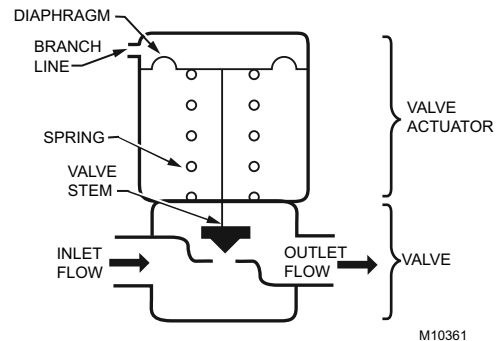 DIAPHRAGM
BRANCH
LINE
SPRING
VALVE
STEM
INLET
FLOW
OUTLET
FLOW
VALVE
ACTUATOR
VALVE
M10361